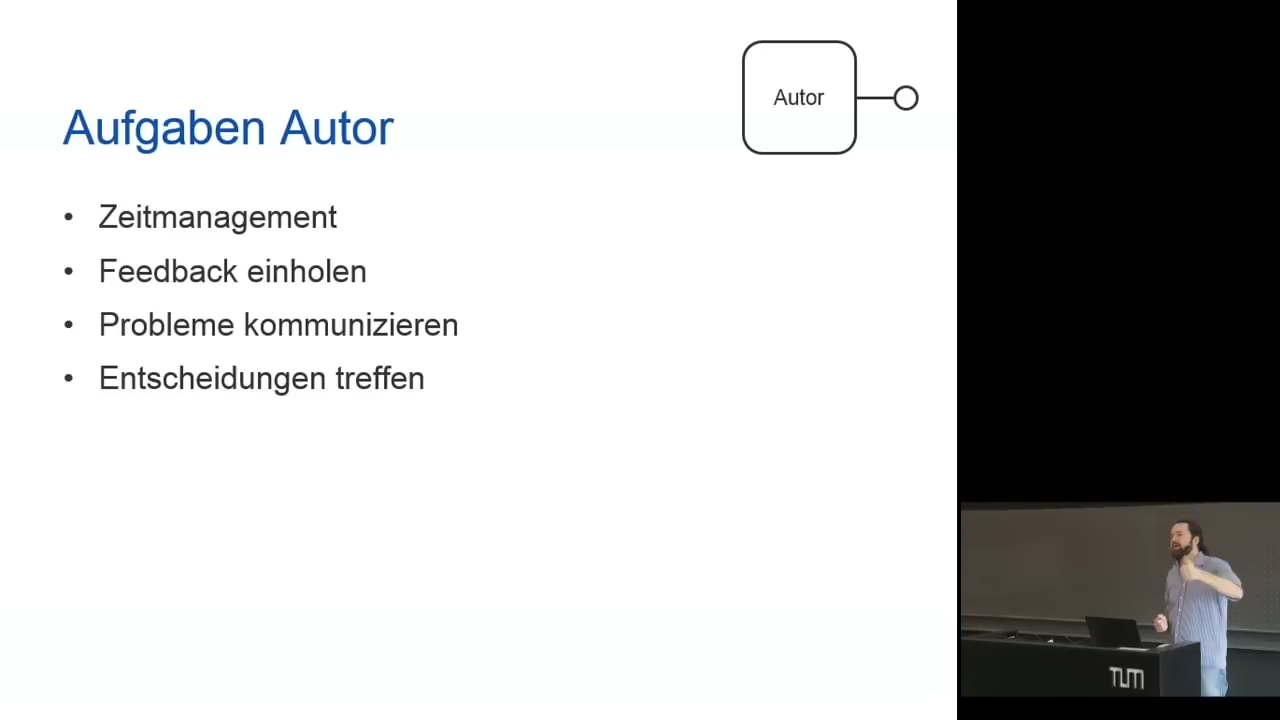 Autor
Aufgaben Autor
• Zeitmanagement
• Feedback einholen
• Probleme kommunizieren
• Entscheidungen treffen
TUM